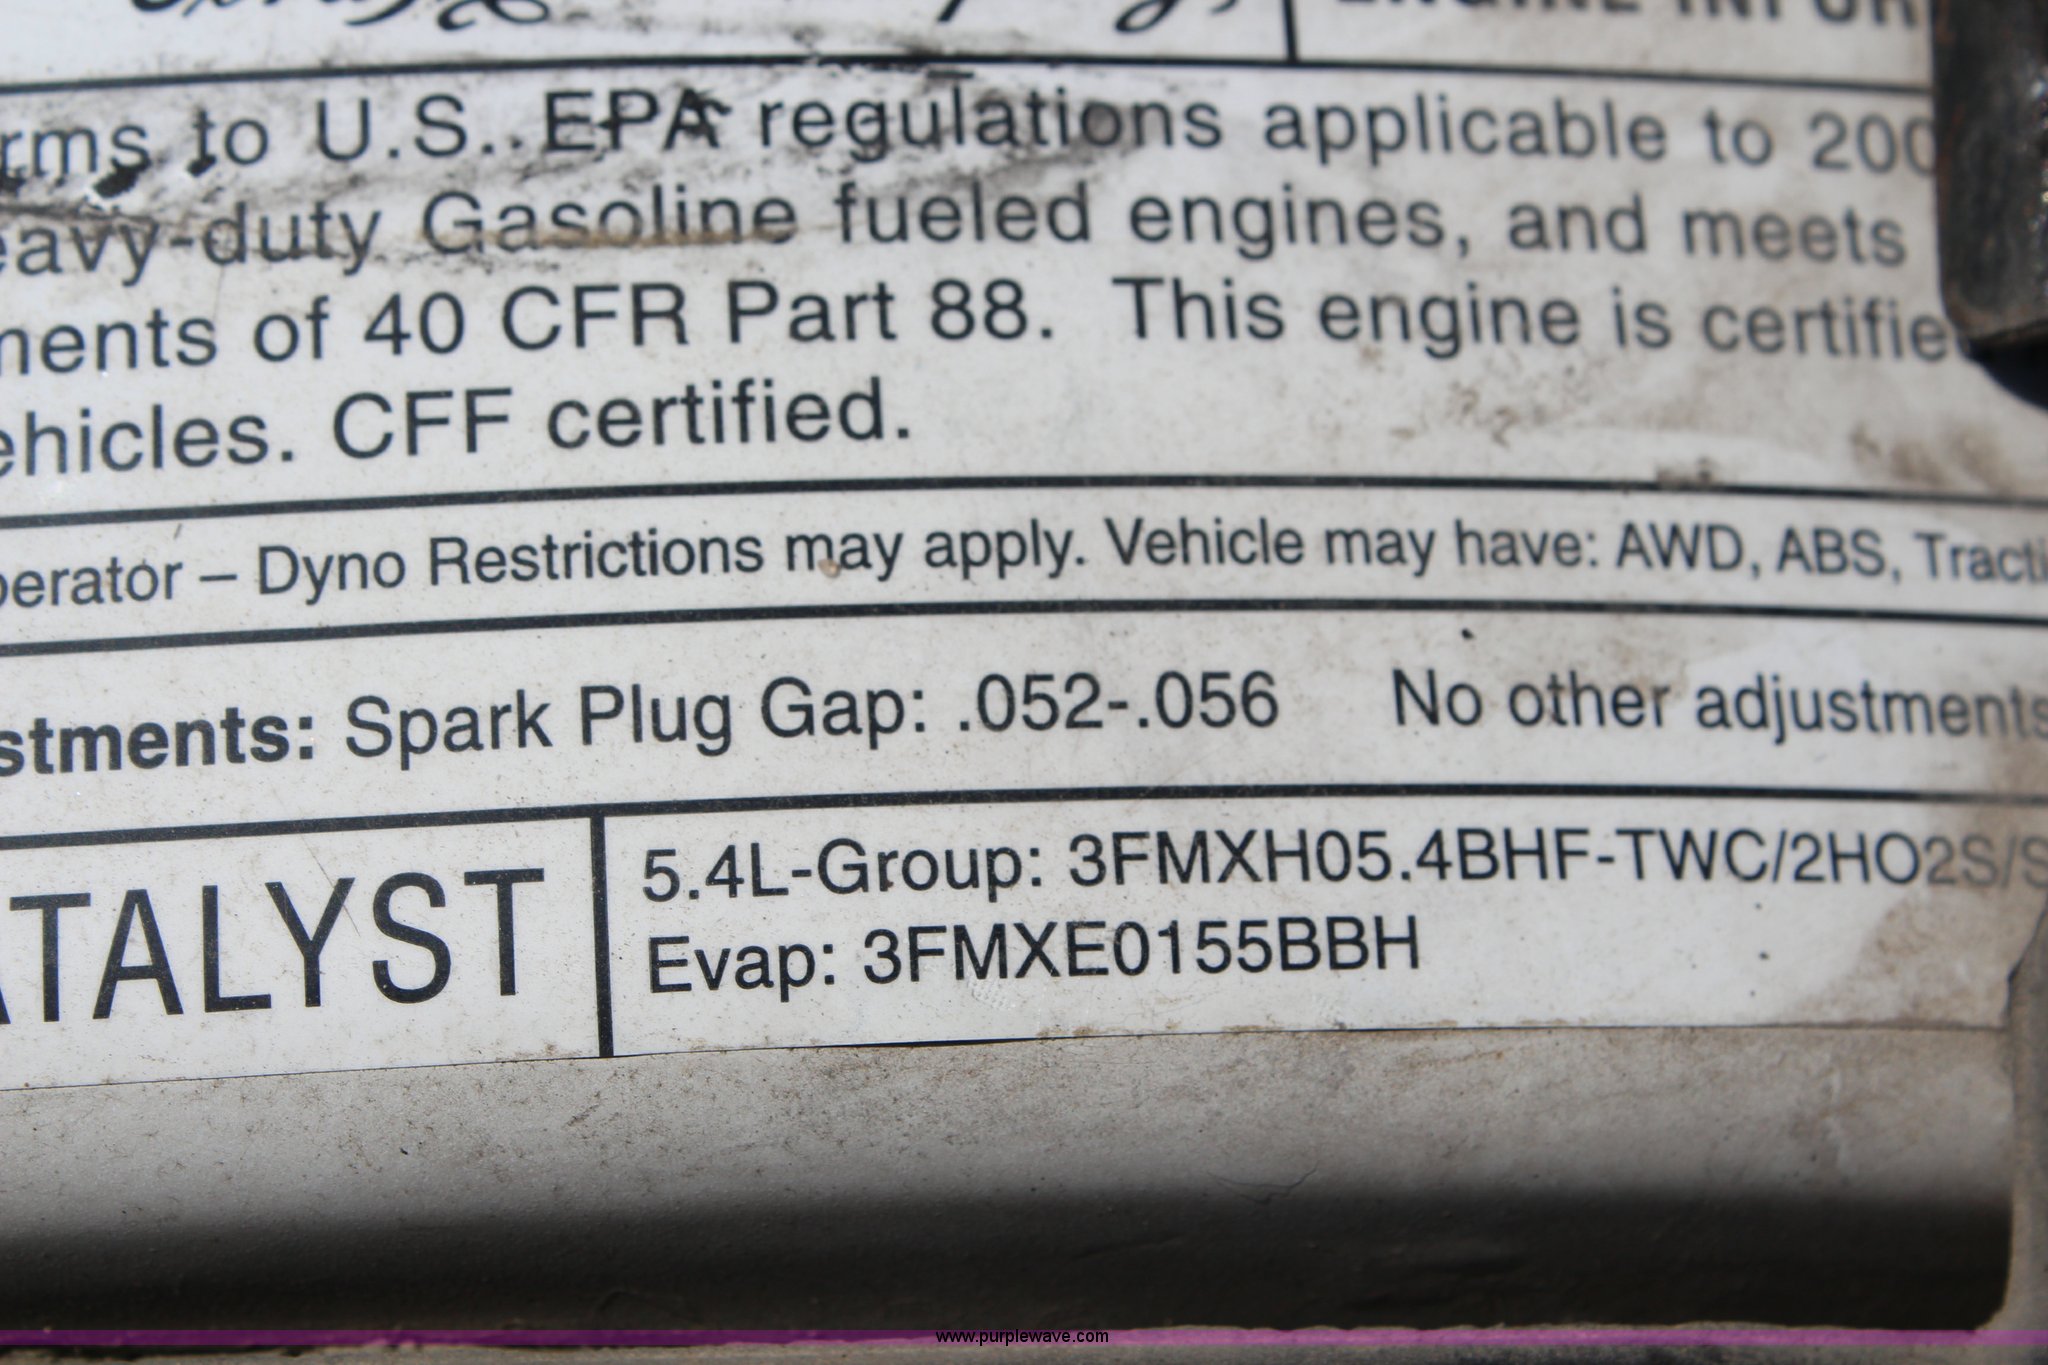 rms to U.S. EPA regulations applicable to 200
eavy-duty Gasoline fueled engines, and meets
ments of 40 CFR Part 88. This engine is certifie
ehicles. CFF certified.
perator – Dyno Restrictions may apply. Vehicle may have: AWD, ABS, Tracti
stments: Spark Plug Gap: .052-.056 No other adjustments
ATALYST
5.4L-Group: 3FMXH05.4BHF-TWC/2HO2S/S
Evap: 3FMXE0155BBH
www.purplewave.com